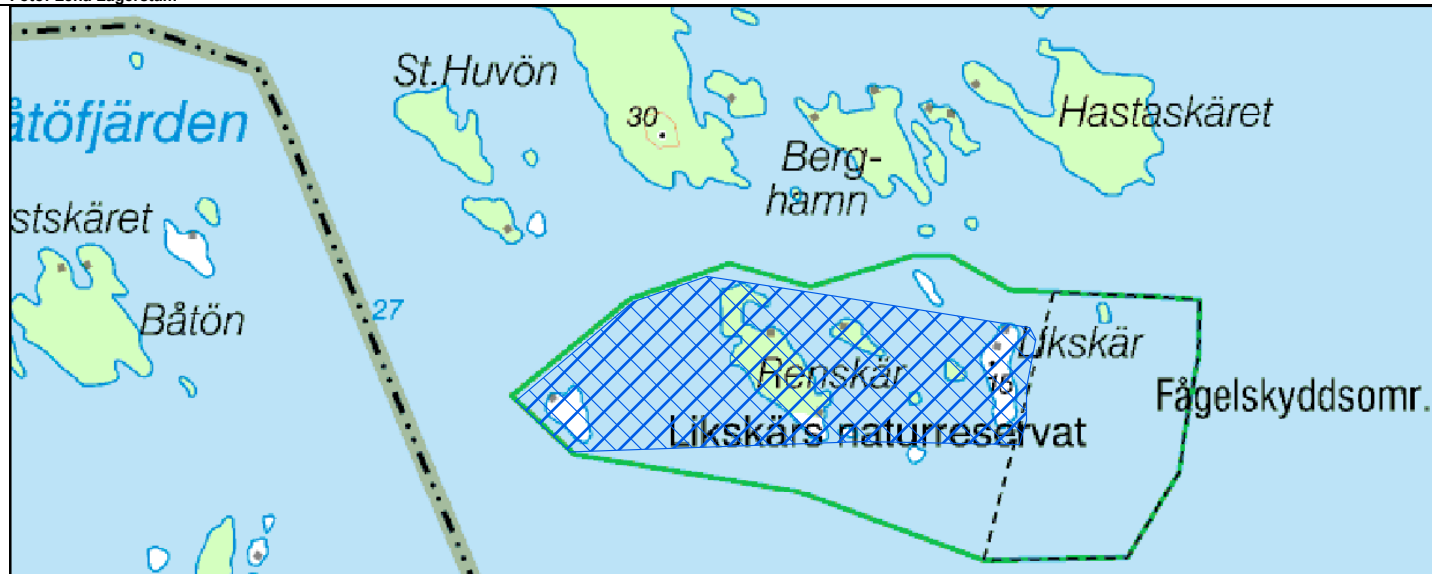 St.Huvön
åtöfjärden
30
Hastaskäret
Berg-
hamn
stskäret
27
Båtön
Likskär
Renskär
15
Fågelskyddsomr.
Likskärs naturreservat